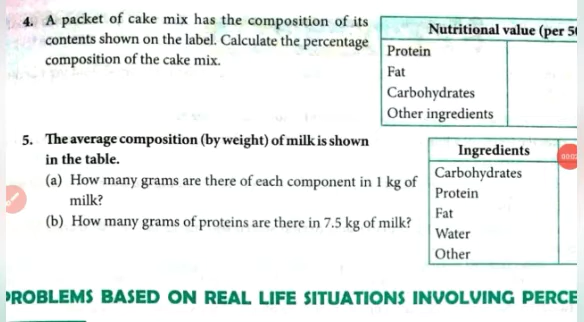 4. A packet of cake mix has the composition of its
contents shown on the label. Calculate the percentage
composition of the cake mix.
Nutritional value (per 5
Protein
Fat
Carbohydrates
Other ingredients
5. The average composition (by weight) of milk is shown
in the table.
(a) How many grams are there of each component in 1 kg of
milk?
(b) How many grams of proteins are there in 7.5 kg of milk?
Ingredients
Carbohydrates
Protein
Fat
Water
Other
PROBLEMS BASED ON REAL LIFE SITUATIONS INVOLVING PERCE